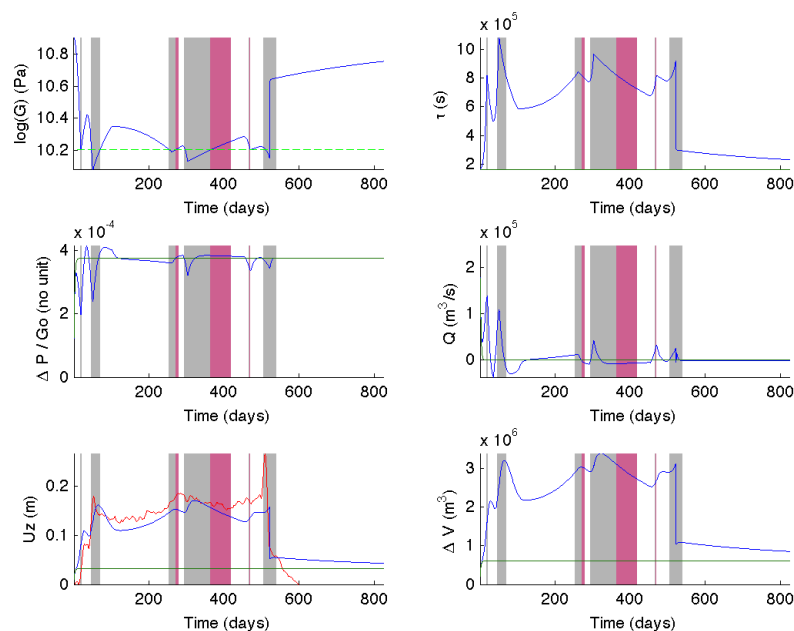 10.8
10.6
10.4
10.2
log(G) (Pa)
200 400 600 800
Time (days)
x 10^5
10
8
6
4
2
τ (s)
200 400 600 800
Time (days)
x 10^-4
4
2
0
Δ P / Go (no unit)
200 400 600 800
Time (days)
x 10^5
2
1
0
Q (m^3/s)
200 400 600 800
Time (days)
0.2
0.1
0
Uz (m)
200 400 600 800
Time (days)
x 10^6
3
2
1
0
Δ V (m^3)
200 400 600 800
Time (days)